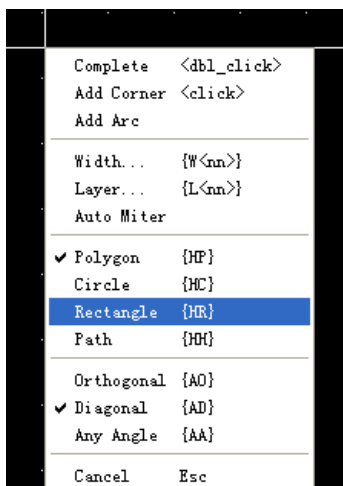 Complete <dbl_click>
Add Corner <click>
Add Arc
Width... {W<nn>}
Layer... {L<nn>}
Auto Miter
✓ Polygon {HP}
Circle {HC}
Rectangle {HR}
Path {HH}
Orthogonal {AO}
✓ Diagonal {AD}
Any Angle {AA}
Cancel Esc